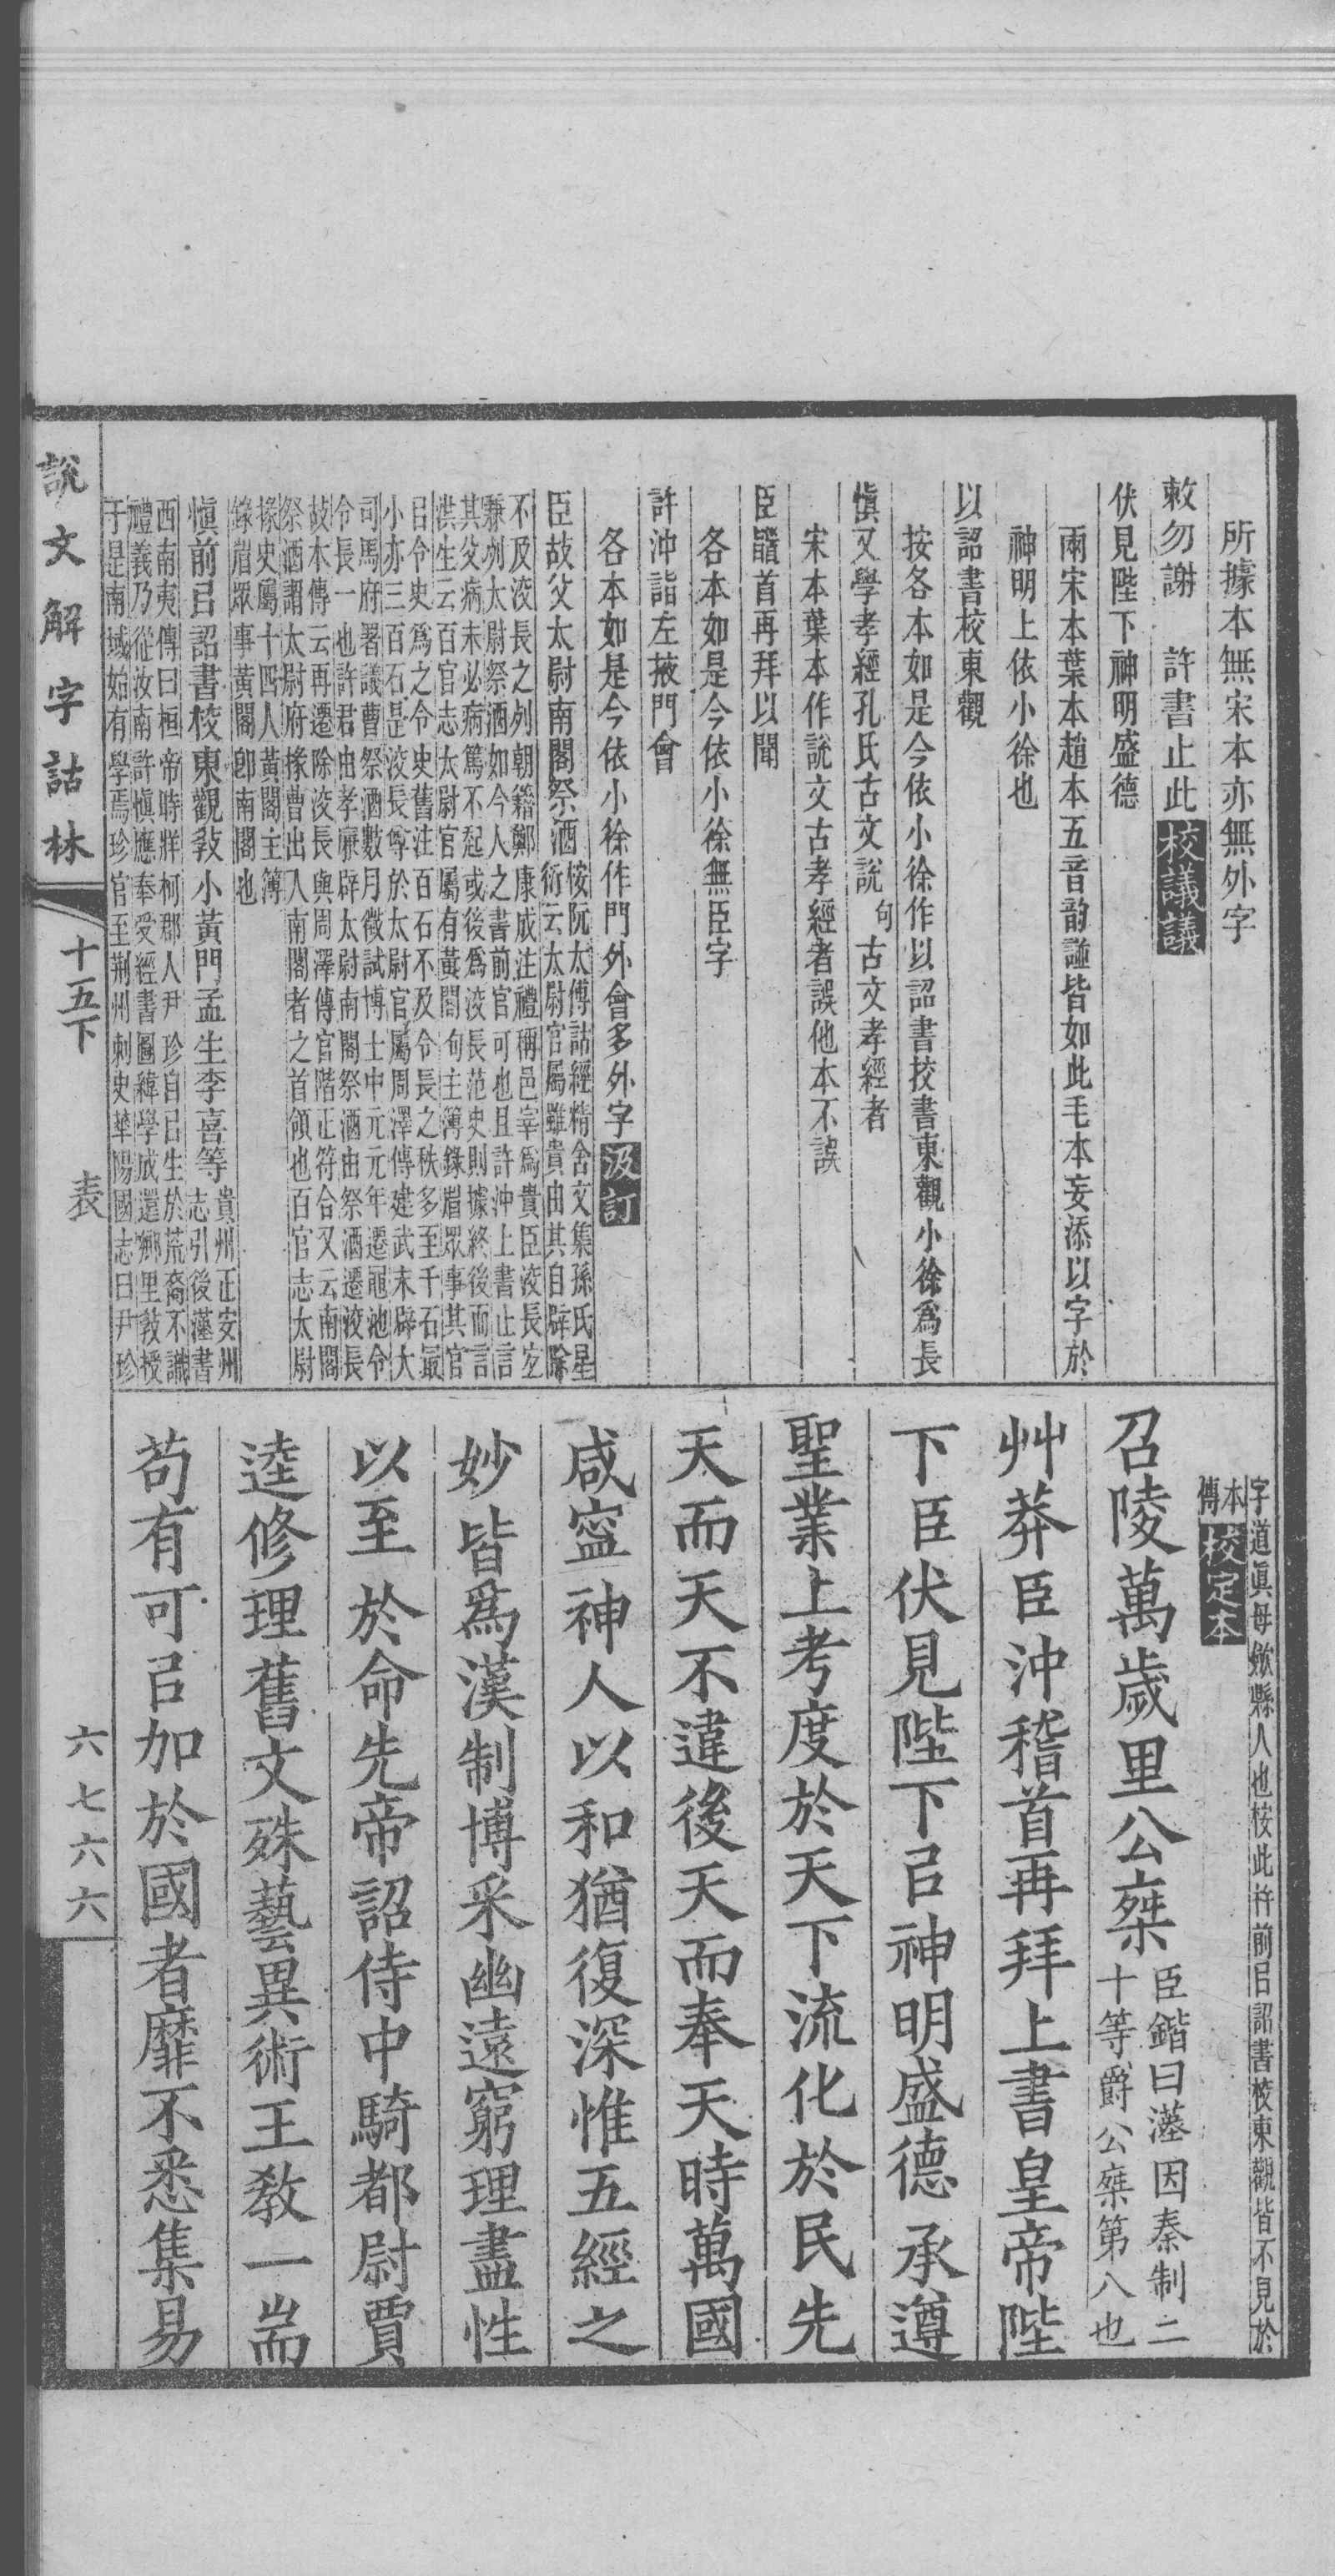 所據本無宋本亦無外字
敕勿謝　許書止此校議議
伏見陛下神明盛德
兩宋本葉本趙本五音韵譜皆如此毛本妄添以字於
神明上依小徐也
以詔書校東觀
按各本如是今依小徐作以詔書挍書東觀小徐爲長
愼又學孝經孔氏古文說句古文孝經者
宋本葉本作說文古孝經者誤他本不誤
臣䭫首再拜以聞
各本如是今依小徐無臣字
許沖詣左掖門會
各本如是今依小徐作門外會多外字汲訂
臣故父太尉南閣祭酒
桉阮太傅詁經精舍文集孫氏星
衍云太尉官屬雖貴由其自辟除
不及洨長之列朝籍鄭康成注禮稱邑宰爲貴臣洨長宐
兼列太尉祭酒如今人之書前官可也且許沖上書止言
其父病未必病篤不起或後爲洨長范史則據終後而言
洪生云百官志太尉官屬有黃閣句主簿錄眉眾事其官
曰令史爲之令史舊注百石不及令長之秩多至千石最
小亦三百石是洨長尊於太尉官屬周澤傳建武末辟大
司馬府署議曹祭酒數月徵試博士中元元年遷黽池令
令長一也許君由孝廉辟太尉南閣祭酒由祭酒遷洨長
故本傳云再遷除洨長與周澤傳官階正符合又云南閣
祭酒謂太尉府掾曹出入南閣者之首領也百官志太尉
掾史屬十四人黃閣主簿
錄眉眾事黃閣卽南閣也
愼前㠯詔書校東觀敎小黃門孟生李喜等
貴州正安州
志引後漢書
西南夷傳曰桓帝時牂柯郡人尹珍自㠯生於荒裔不識
禮義乃從汝南許愼應奉受經書圖緯學成還鄉里敎授
于是南域始有學焉珍官至荆州刺史華陽國志曰尹珍
字道眞毋斂縣人也桉此幷前㠯詔書校東觀皆不見於
本
傳校定本
召陵萬歲里公乘
臣鍇曰漢因秦制二
十等爵公乘第八也
艸莽臣沖稽首再拜上書皇帝陛
下臣伏見陛下㠯神明盛德　承遵
聖業上考度於天下流化於民先
天而天不違後天而奉天時萬國
咸寍神人以和猶復深惟五經之
妙皆爲漢制博采幽遠窮理盡性
以至於命先帝詔侍中騎都尉賈
逵修理舊文殊藝異術王敎一耑
茍有可㠯加於國者靡不悉集易
說文解字詁林　十五下　表　六七六六